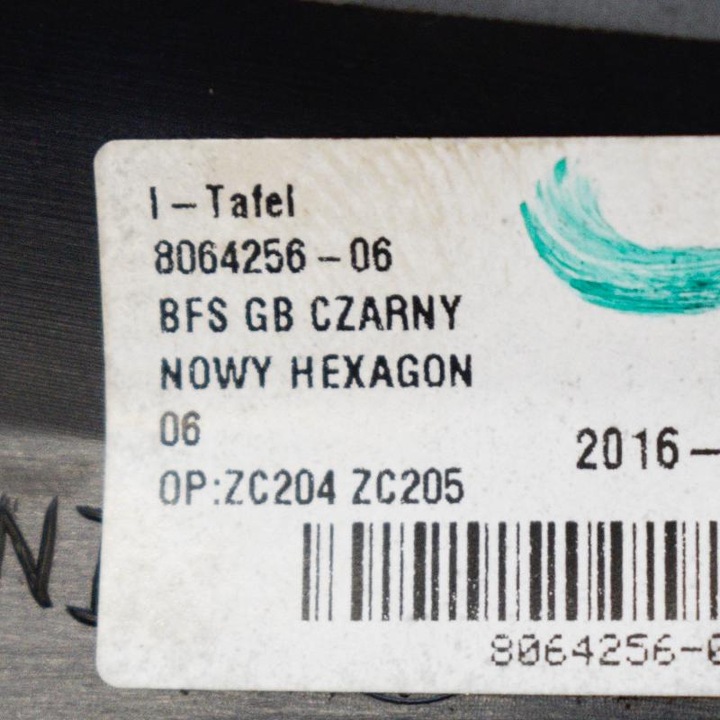 I-Tafel
8064256-06
BFS GB CZARNY
NOWY HEXAGON
06
2016-
OP:ZC204 ZC205
8064256-0